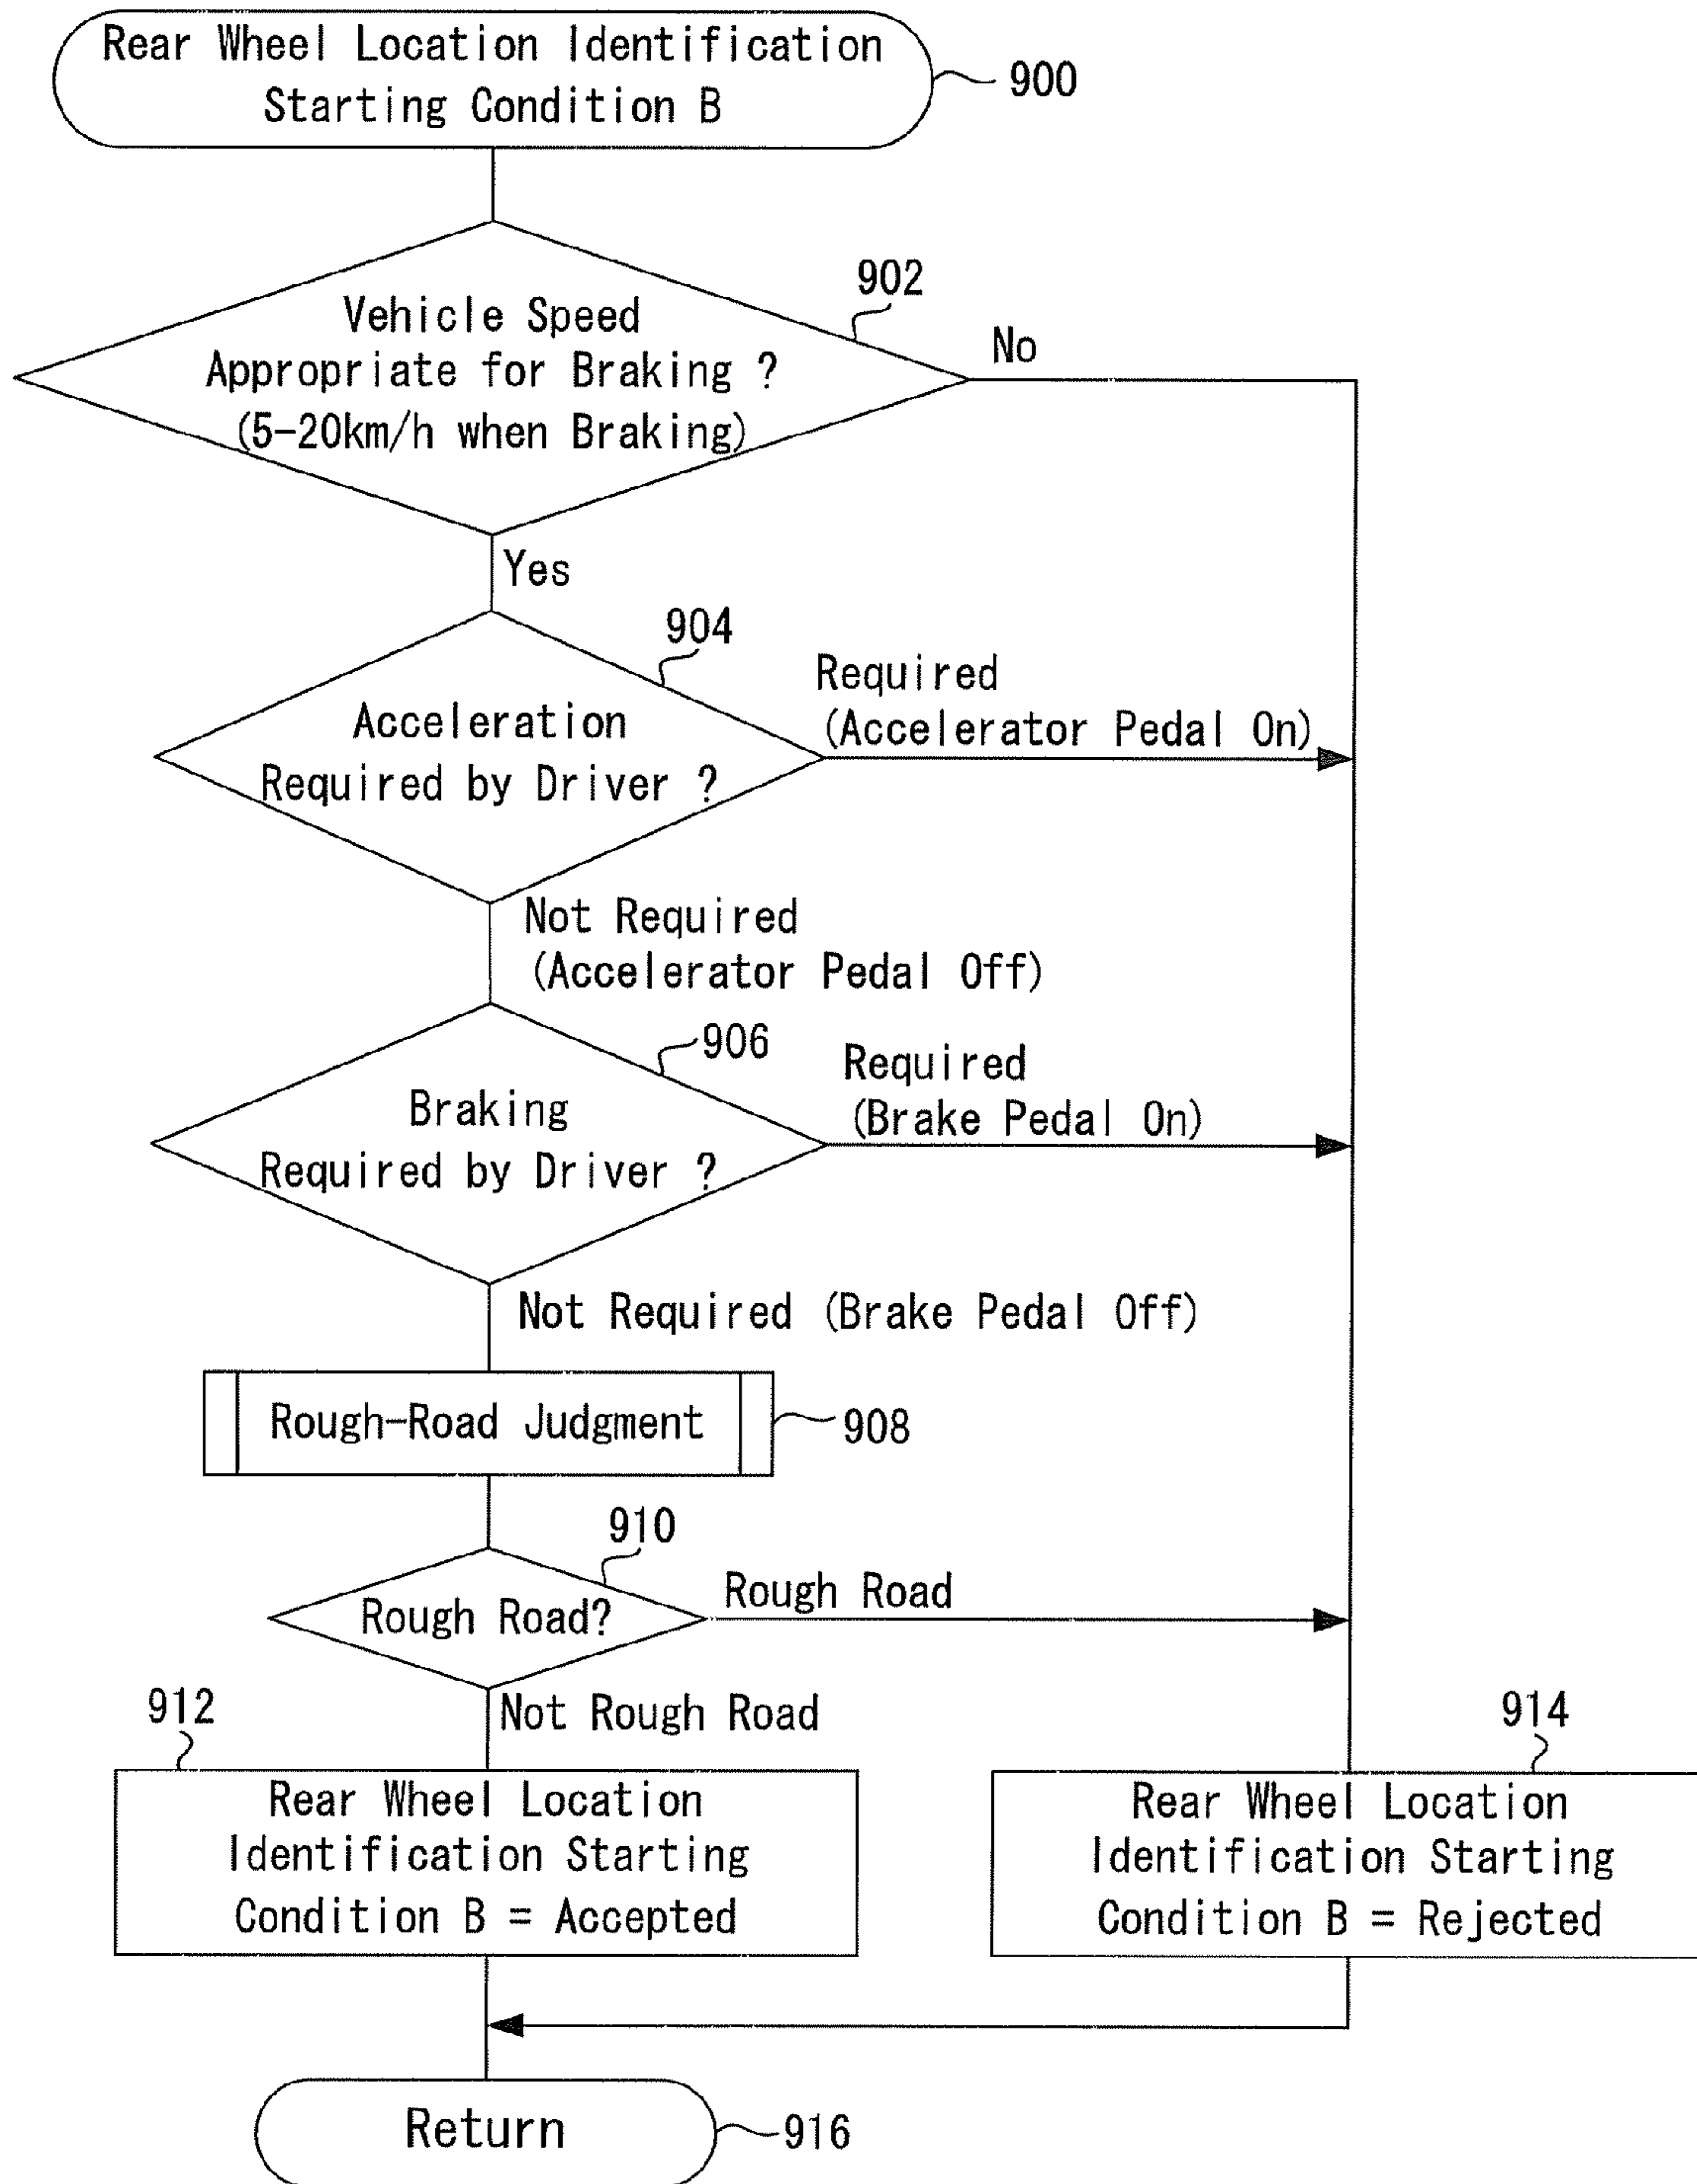 Rear Wheel Location Identification
Starting Condition B
900
902
Vehicle Speed
Appropriate for Braking ?
(5-20km/h when Braking)
No
Yes
904
Acceleration
Required by Driver ?
Required
(Accelerator Pedal On)
Not Required
(Accelerator Pedal Off)
906
Braking
Required by Driver ?
Required
(Brake Pedal On)
Not Required (Brake Pedal Off)
Rough-Road Judgment
908
910
Rough Road?
Rough Road
Not Rough Road
912
Rear Wheel Location
Identification Starting
Condition B = Accepted
914
Rear Wheel Location
Identification Starting
Condition B = Rejected
Return
916